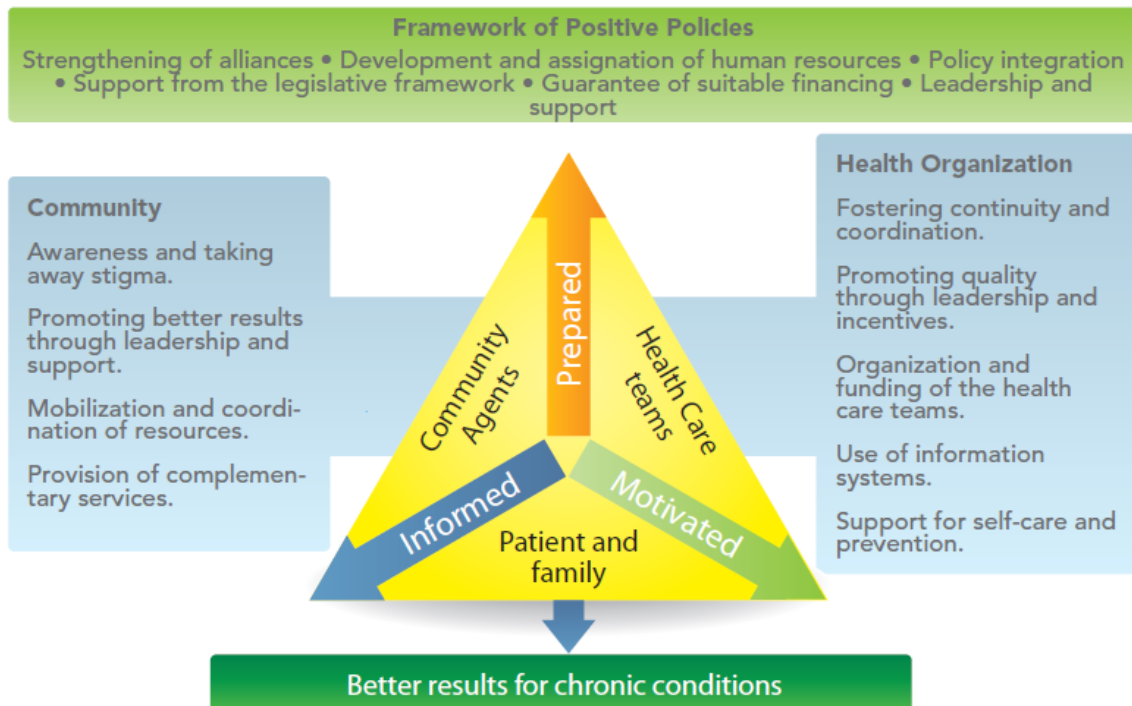 Framework of Positive Policies
Strengthening of alliances • Development and assignation of human resources • Policy integration
• Support from the legislative framework • Guarantee of suitable financing • Leadership and
support
Community
Awareness and taking
away stigma.
Promoting better results
through leadership and
support.
Mobilization and coordi-
nation of resources.
Provision of complemen-
tary services.
Prepared
Community
Agents
Health Care
teams
Informed
Motivated
Patient and
family
Health Organization
Fostering continuity and
coordination.
Promoting quality
through leadership and
incentives.
Organization and
funding of the health
care teams.
Use of information
systems.
Support for self-care and
prevention.
Better results for chronic conditions